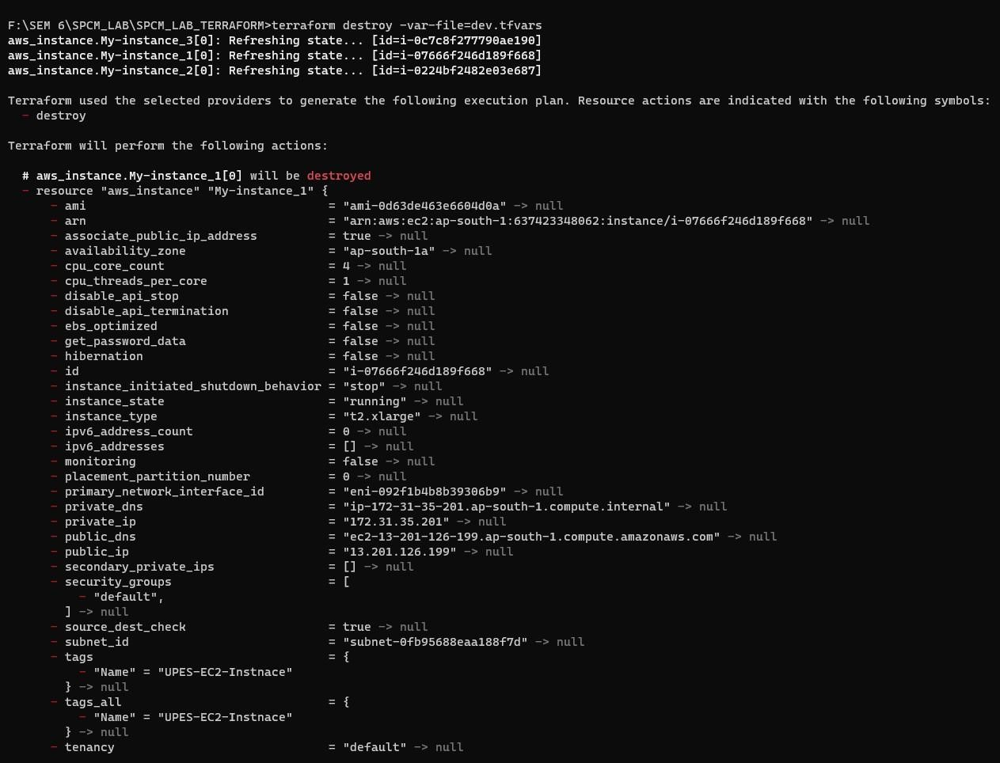 F:\SEM 6\SPCM_LAB\SPCM_LAB_TERRAFORM>terraform destroy -var-file=dev.tfvars
aws_instance.My-instance_3[0]: Refreshing state... [id=i-0c7c8f277790ae190]
aws_instance.My-instance_1[0]: Refreshing state... [id=i-07666f246d189f668]
aws_instance.My-instance_2[0]: Refreshing state... [id=i-0224bf2482e03e687]

Terraform used the selected providers to generate the following execution plan. Resource actions are indicated with the following symbols:
  - destroy

Terraform will perform the following actions:

  # aws_instance.My-instance_1[0] will be destroyed
  - resource "aws_instance" "My-instance_1" {
      - ami                                  = "ami-0d63de463e6604d0a" -> null
      - arn                                  = "arn:aws:ec2:ap-south-1:637423348062:instance/i-07666f246d189f668" -> null
      - associate_public_ip_address          = true -> null
      - availability_zone                    = "ap-south-1a" -> null
      - cpu_core_count                       = 4 -> null
      - cpu_threads_per_core                 = 1 -> null
      - disable_api_stop                     = false -> null
      - disable_api_termination              = false -> null
      - ebs_optimized                        = false -> null
      - get_password_data                    = false -> null
      - hibernation                          = false -> null
      - id                                   = "i-07666f246d189f668" -> null
      - instance_initiated_shutdown_behavior = "stop" -> null
      - instance_state                       = "running" -> null
      - instance_type                        = "t2.xlarge" -> null
      - ipv6_address_count                   = 0 -> null
      - ipv6_addresses                       = [] -> null
      - monitoring                           = false -> null
      - placement_partition_number           = 0 -> null
      - primary_network_interface_id         = "eni-092f1b4b8b39306b9" -> null
      - private_dns                          = "ip-172-31-35-201.ap-south-1.compute.internal" -> null
      - private_ip                           = "172.31.35.201" -> null
      - public_dns                           = "ec2-13-201-126-199.ap-south-1.compute.amazonaws.com" -> null
      - public_ip                            = "13.201.126.199" -> null
      - secondary_private_ips                = [] -> null
      - security_groups                      = [
          - "default",
        ] -> null
      - source_dest_check                    = true -> null
      - subnet_id                            = "subnet-0fb95688eaa188f7d" -> null
      - tags                                 = {
          - "Name" = "UPES-EC2-Instnace"
        } -> null
      - tags_all                             = {
          - "Name" = "UPES-EC2-Instnace"
        } -> null
      - tenancy                              = "default" -> null